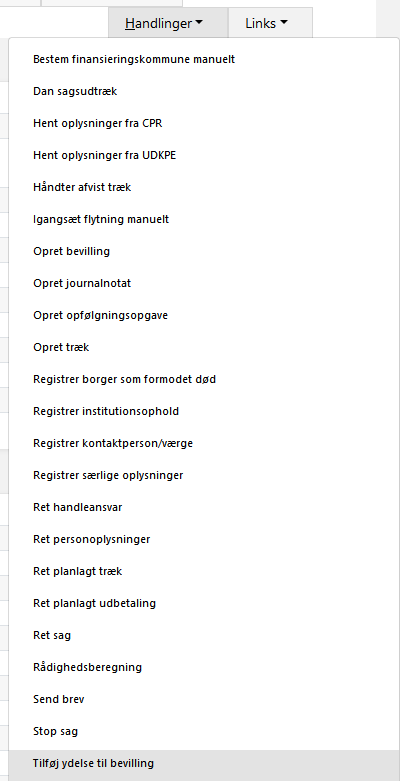 Handlinger
Links
Bestem finansieringskommune manuelt
Dan sagsudtræk
Hent oplysninger fra CPR
Hent oplysninger fra UDKPE
Håndter afvist træk
Igangsæt flytning manuelt
Opret bevilling
Opret journalnotat
Opret opfølgningsopgave
Opret træk
Registrer borger som formodet død
Registrer institutionsophold
Registrer kontaktperson/værge
Registrer særlige oplysninger
Ret handleansvar
Ret personoplysninger
Ret planlagt træk
Ret planlagt udbetaling
Ret sag
Rådighedsberegning
Send brev
Stop sag
Tilføj ydelse til bevilling